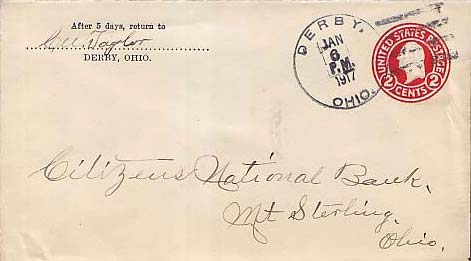 After 5 days, return to
Taylor
DERBY, OHIO.
DERBY,
JAN
6
P.M.
1917
OHIO.
UNITED STATES POSTAGE
2 CENTS 2
Citizens National Bank,
Mt Sterling,
Ohio.